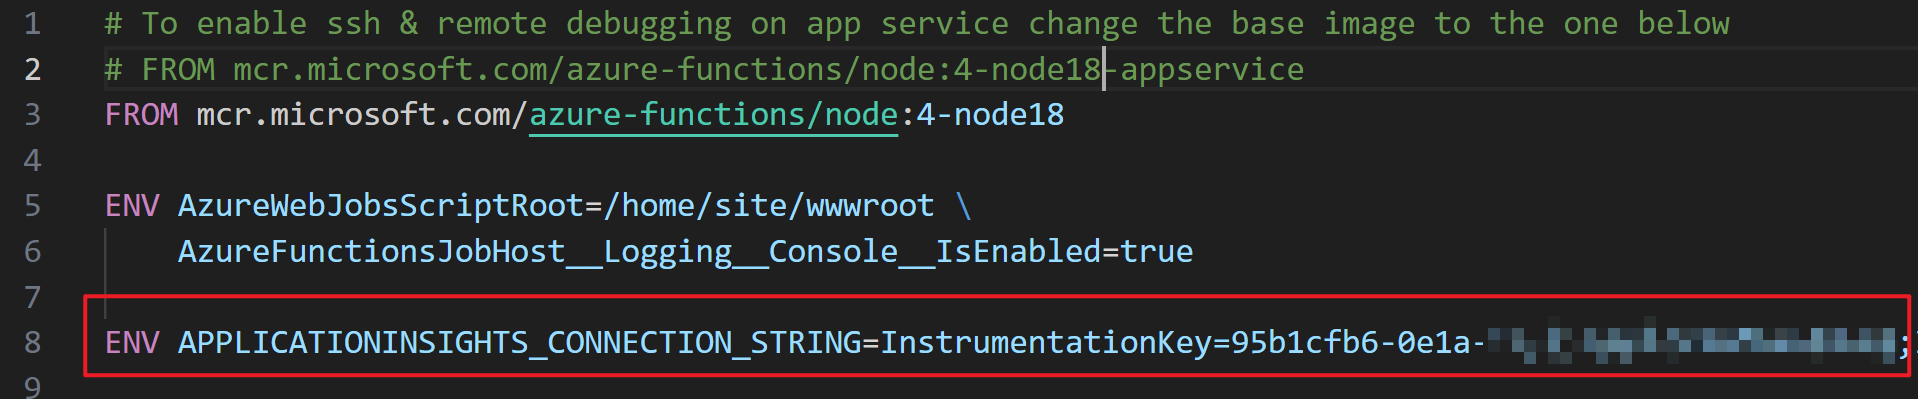 1 # To enable ssh & remote debugging on app service change the base image to the one below
2 # FROM mcr.microsoft.com/azure-functions/node:4-node18-appservice
3 FROM mcr.microsoft.com/azure-functions/node:4-node18
4
5 ENV AzureWebJobsScriptRoot=/home/site/wwwroot \
6 AzureFunctionsJobHost__Logging__Console__IsEnabled=true
7
8 ENV APPLICATIONINSIGHTS_CONNECTION_STRING=InstrumentationKey=95b1cfb6-0e1a- ;
9